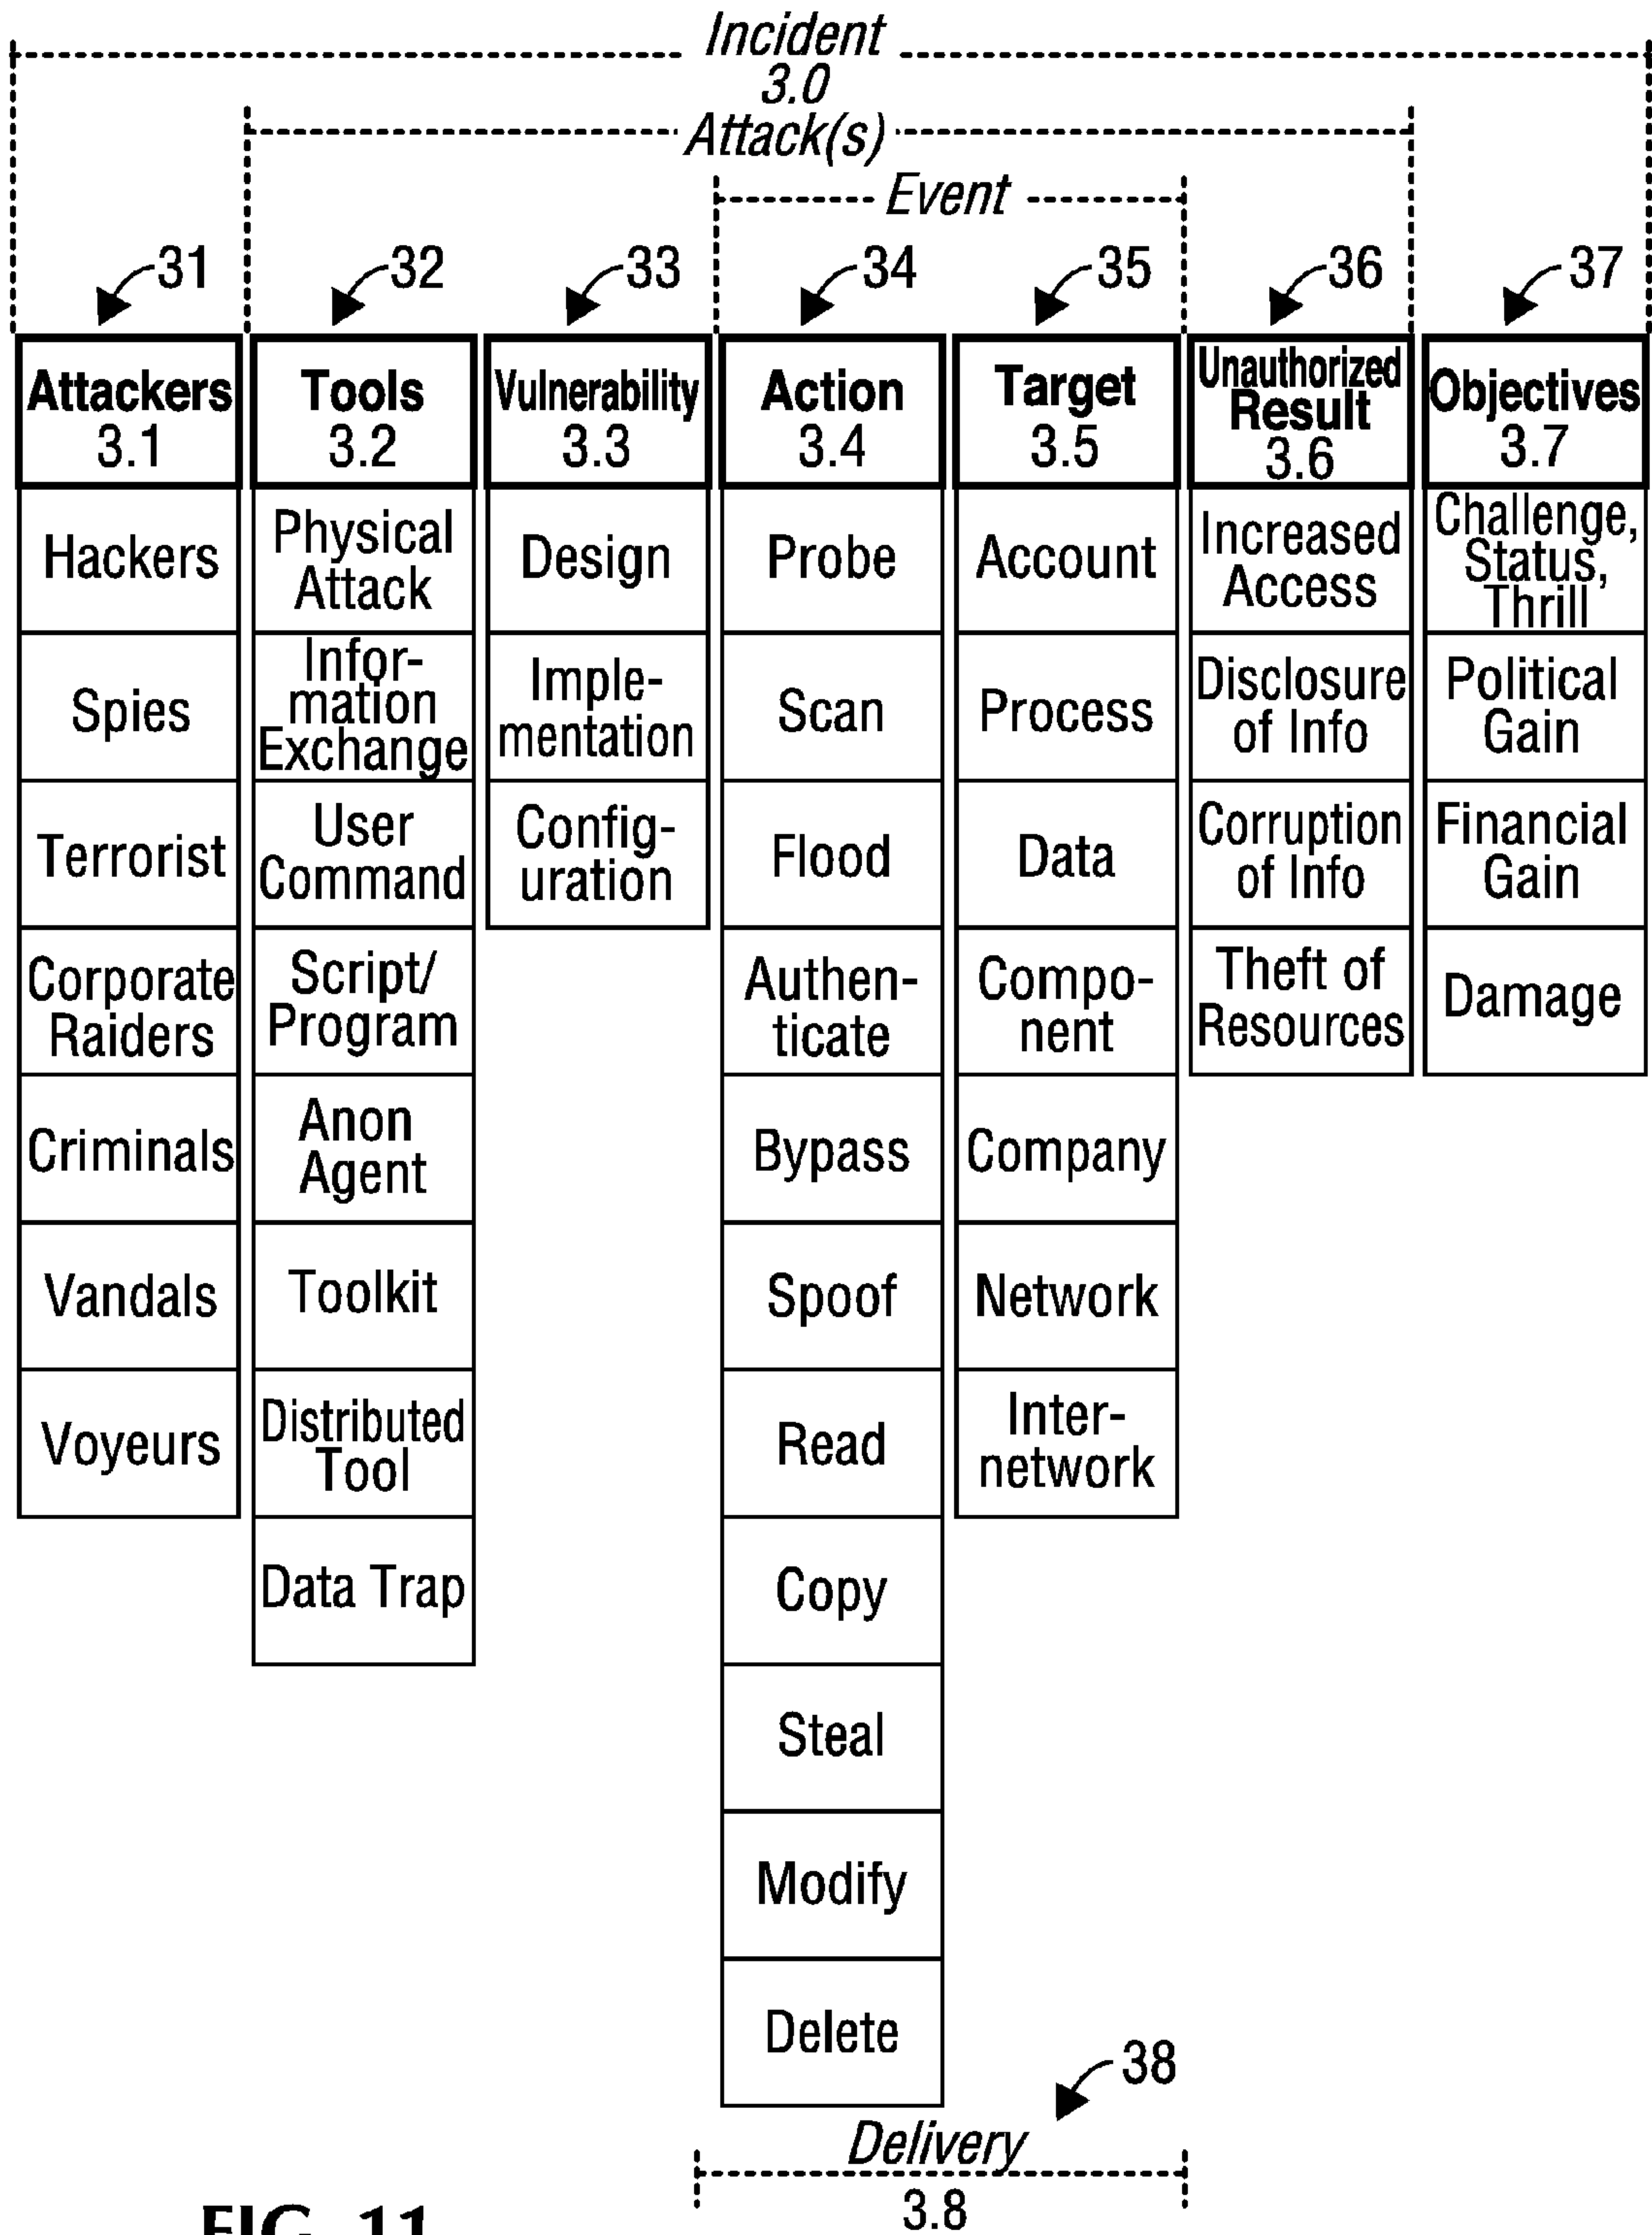 Incident
3.0
Attack(s)
Event
31
32
33
34
35
36
37
Attackers
3.1
Hackers
Spies
Terrorist
Corporate
Raiders
Criminals
Vandals
Voyeurs
Tools
3.2
Physical
Attack
Infor-
mation
Exchange
User
Command
Script/
Program
Anon
Agent
Toolkit
Distributed
Tool
Data Trap
Vulnerability
3.3
Design
Imple-
mentation
Config-
uration
Action
3.4
Probe
Scan
Flood
Authen-
ticate
Bypass
Spoof
Read
Copy
Steal
Modify
Delete
Target
3.5
Account
Process
Data
Compo-
nent
Company
Network
Inter-
network
Unauthorized
Result
3.6
Increased
Access
Disclosure
of Info
Corruption
of Info
Theft of
Resources
Objectives
3.7
Challenge,
Status,
Thrill
Political
Gain
Financial
Gain
Damage
38
Delivery
3.8
FIG. 11